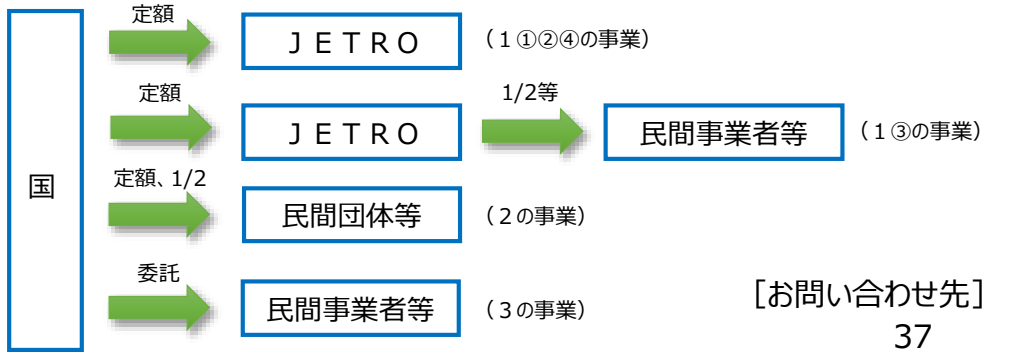 定額
ＪＥＴＲＯ
（１①②④の事業）
定額
ＪＥＴＲＯ
1/2等
民間事業者等
（１③の事業）
国
定額、1/2
民間団体等
（２の事業）
委託
民間事業者等
（３の事業）
［お問い合わせ先］
37